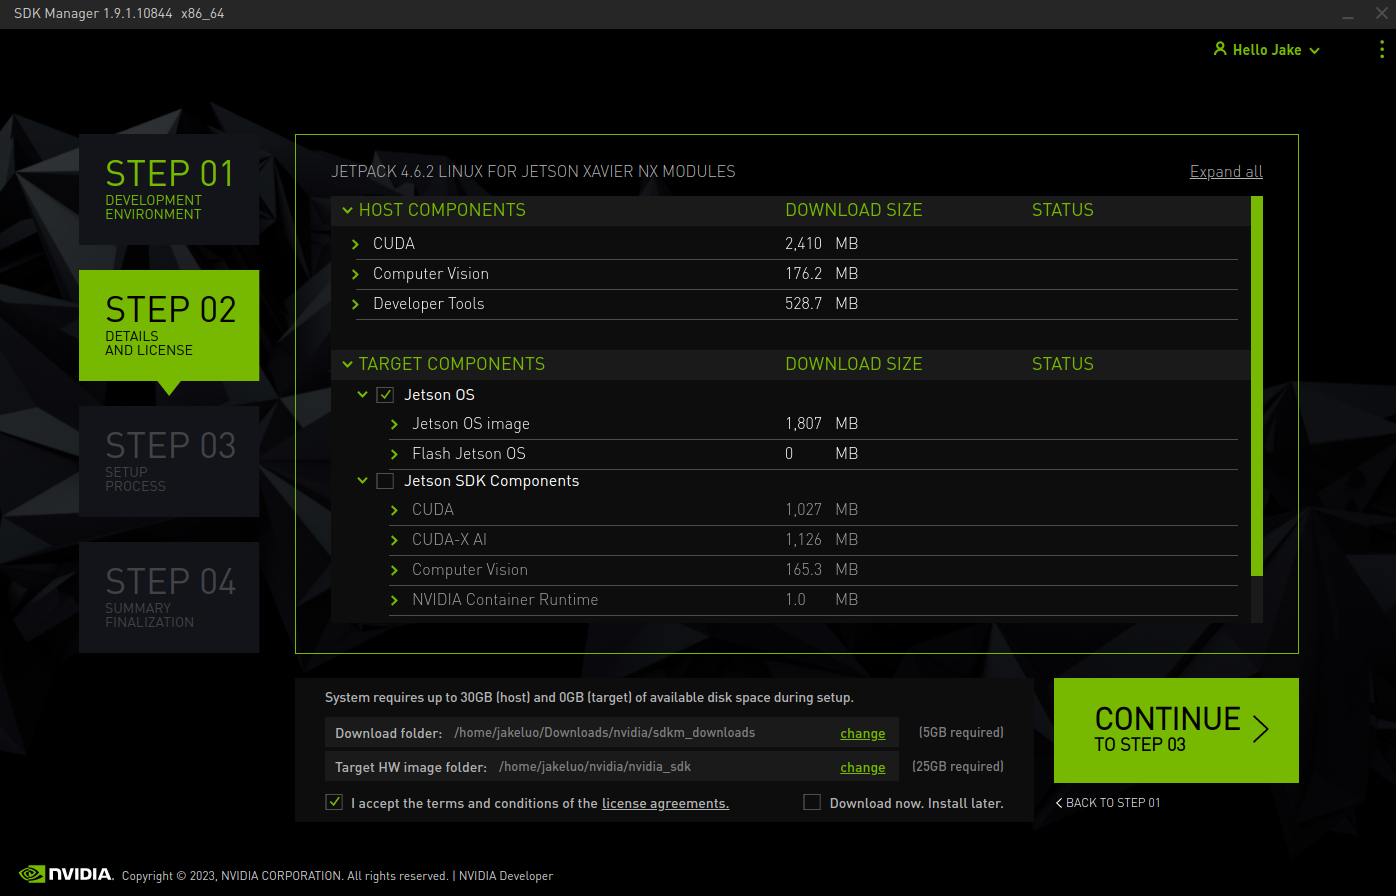 SDK Manager 1.9.1.10844 x86_64
Hello Jake
STEP 01
DEVELOPMENT
ENVIRONMENT
STEP 02
DETAILS
AND LICENSE
STEP 03
SETUP
PROCESS
STEP 04
SUMMARY
FINALIZATION
JETPACK 4.6.2 LINUX FOR JETSON XAVIER NX MODULES Expand all
HOST COMPONENTS DOWNLOAD SIZE STATUS
CUDA 2,410 MB
Computer Vision 176.2 MB
Developer Tools 528.7 MB
TARGET COMPONENTS DOWNLOAD SIZE STATUS
Jetson OS
Jetson OS image 1,807 MB
Flash Jetson OS 0 MB
Jetson SDK Components
CUDA 1,027 MB
CUDA-X AI 1,126 MB
Computer Vision 165.3 MB
NVIDIA Container Runtime 1.0 MB
System requires up to 30GB (host) and 0GB (target) of available disk space during setup.
Download folder: /home/jakeluo/Downloads/nvidia/sdkm_downloads change (5GB required)
Target HW image folder: /home/jakeluo/nvidia/nvidia_sdk change (25GB required)
I accept the terms and conditions of the license agreements. Download now. Install later.
CONTINUE
TO STEP 03
BACK TO STEP 01
NVIDIA. Copyright © 2023, NVIDIA CORPORATION. All rights reserved. | NVIDIA Developer